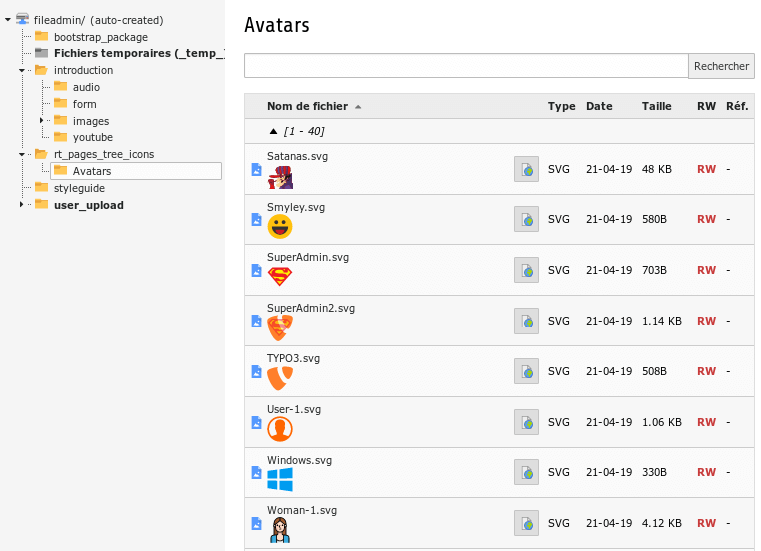 fileadmin/ (auto-created)
bootstrap_package
Fichiers temporaires (_temp_)
introduction
audio
form
images
youtube
rt_pages_tree_icons
Avatars
styleguide
user_upload
Avatars
Rechercher
Nom de fichier Type Date Taille RW Réf.
[1 - 40]
Satanas.svg SVG 21-04-19 48 KB RW -
Smyley.svg SVG 21-04-19 580B RW -
SuperAdmin.svg SVG 21-04-19 703B RW -
SuperAdmin2.svg SVG 21-04-19 1.14 KB RW -
TYPO3.svg SVG 21-04-19 508B RW -
User-1.svg SVG 21-04-19 1.06 KB RW -
Windows.svg SVG 21-04-19 330B RW -
Woman-1.svg SVG 21-04-19 4.12 KB RW -